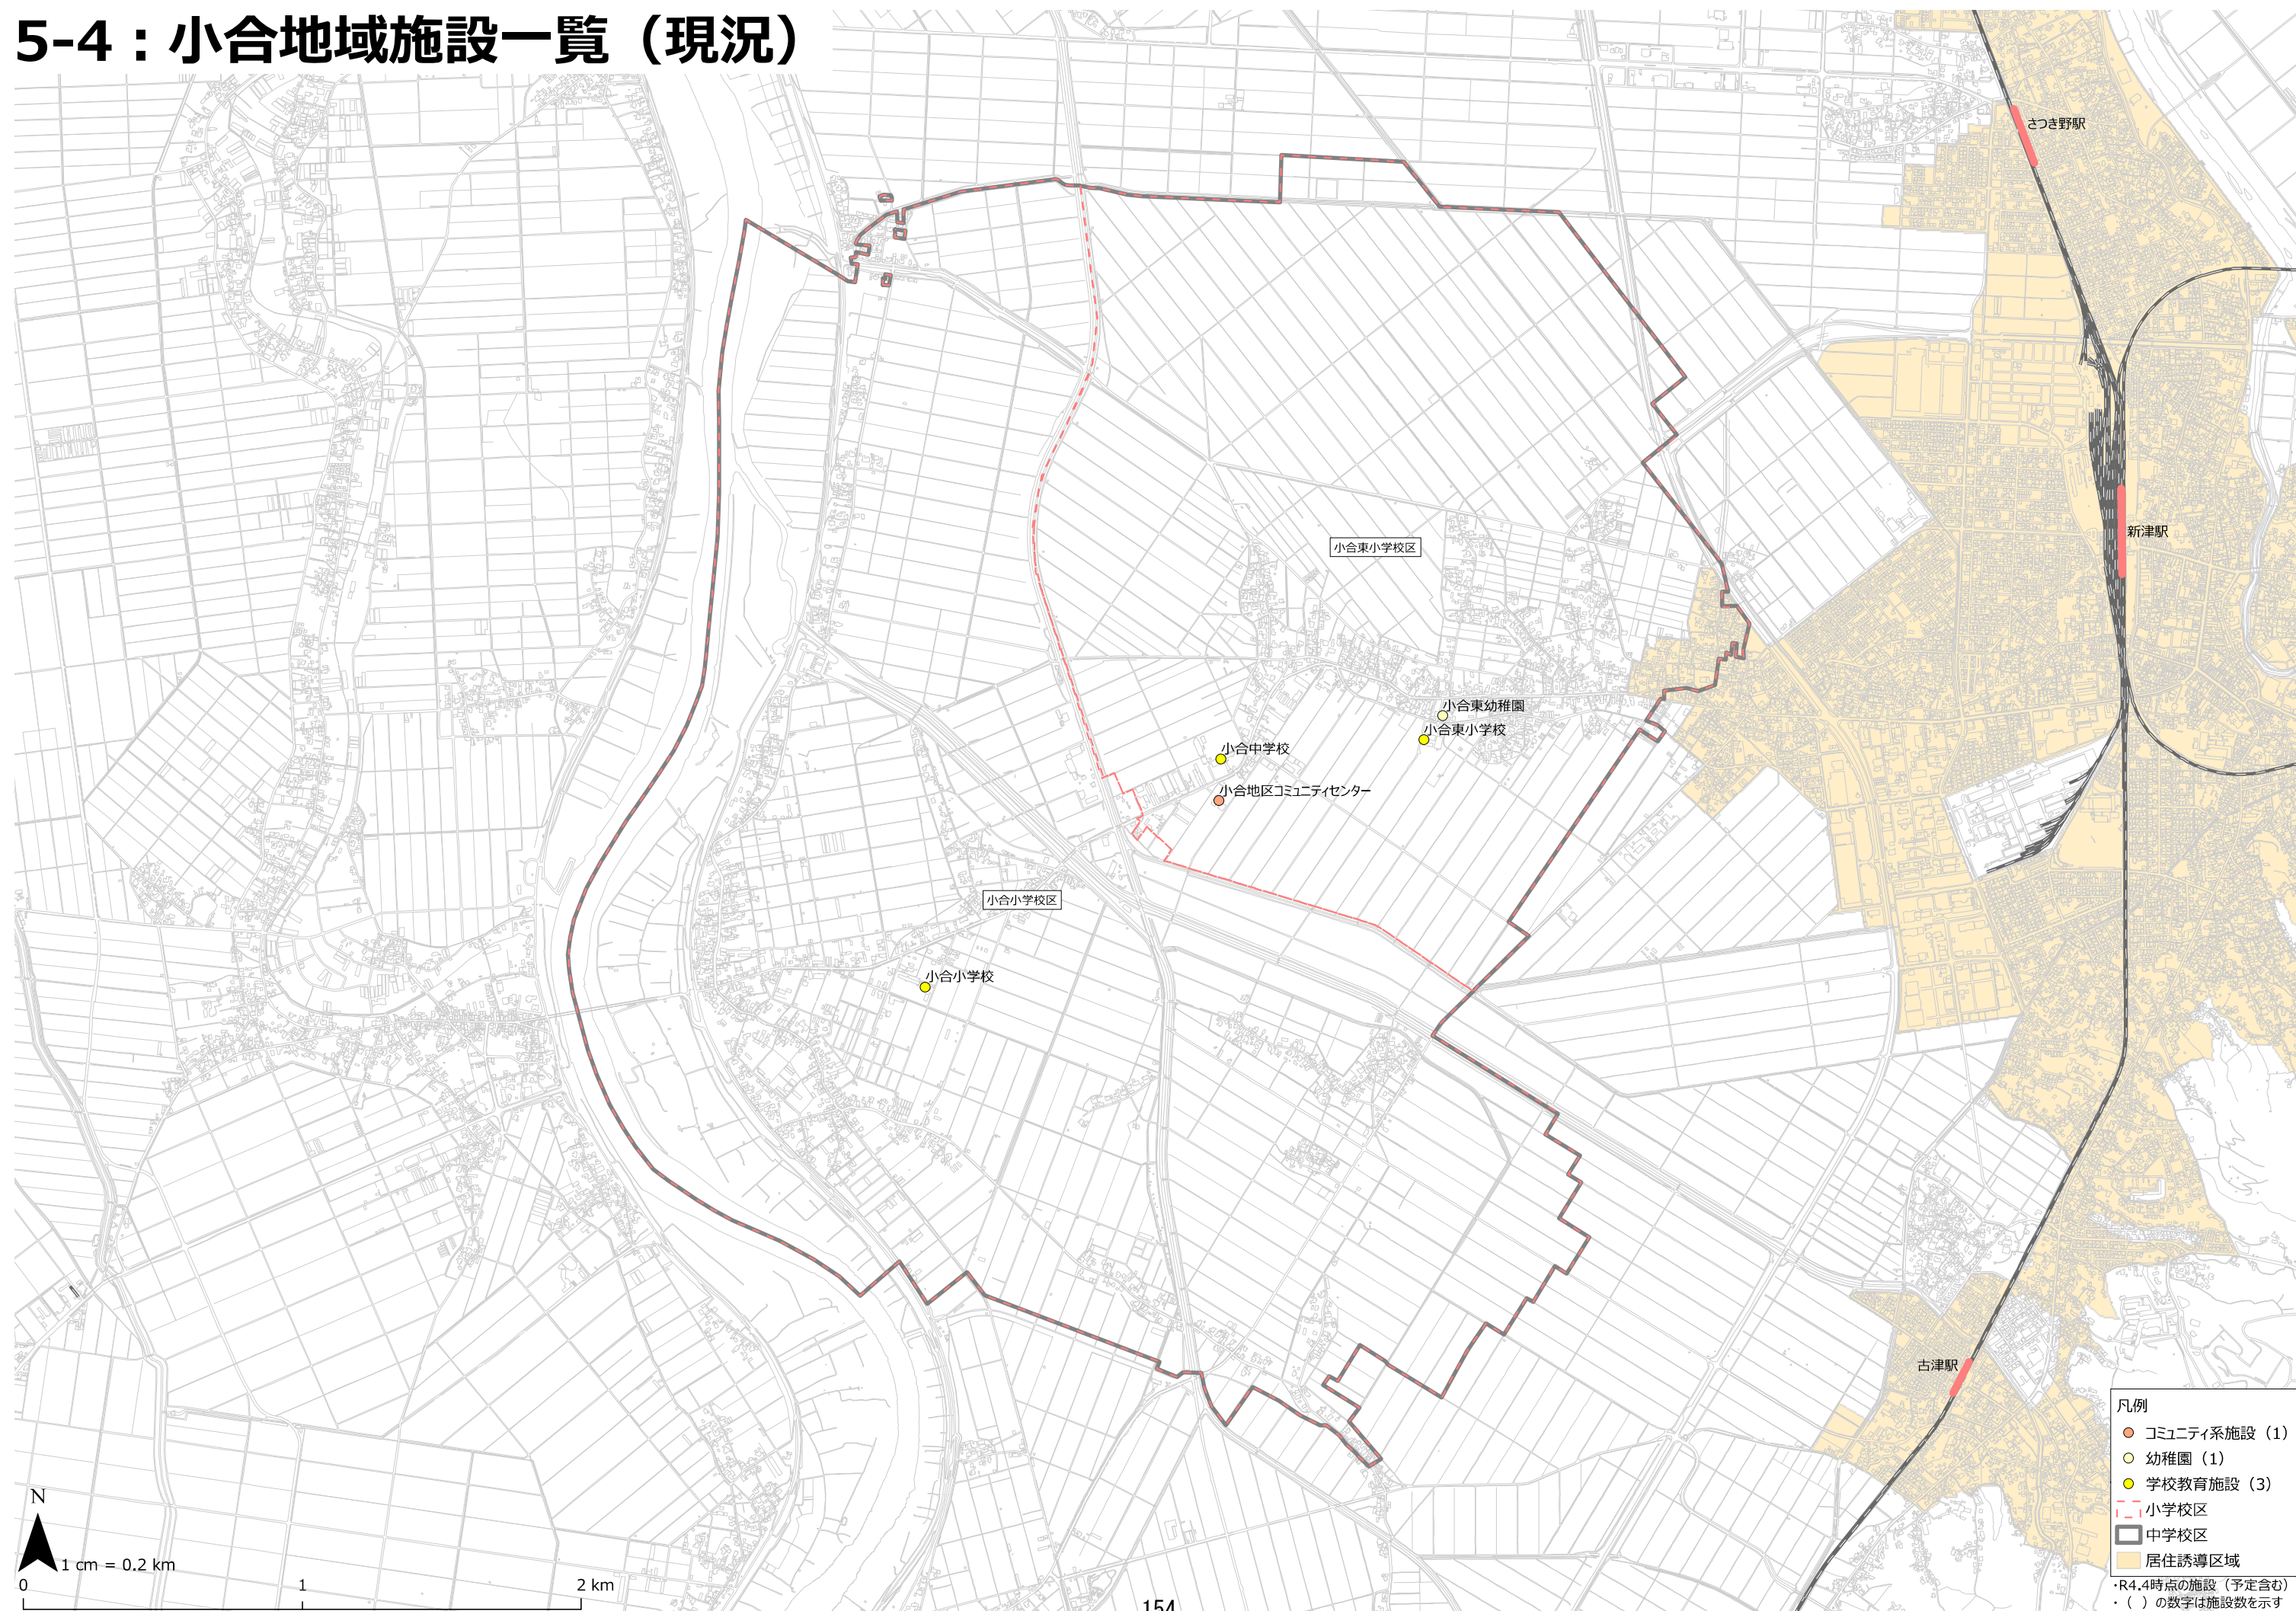 5-4：小合地域施設一覧（現況）
さつき野駅
新津駅
小合東小学校区
小合東幼稚園
小合東小学校
小合中学校
小合地区コミュニティセンター
小合小学校区
小合小学校
古津駅
凡例
コミュニティ系施設（1）
幼稚園（1）
学校教育施設（3）
小学校区
中学校区
居住誘導区域
・R4.4時点の施設（予定含む）
・（ ）の数字は施設数を示す
N
1 cm = 0.2 km
0 1 2 km
154